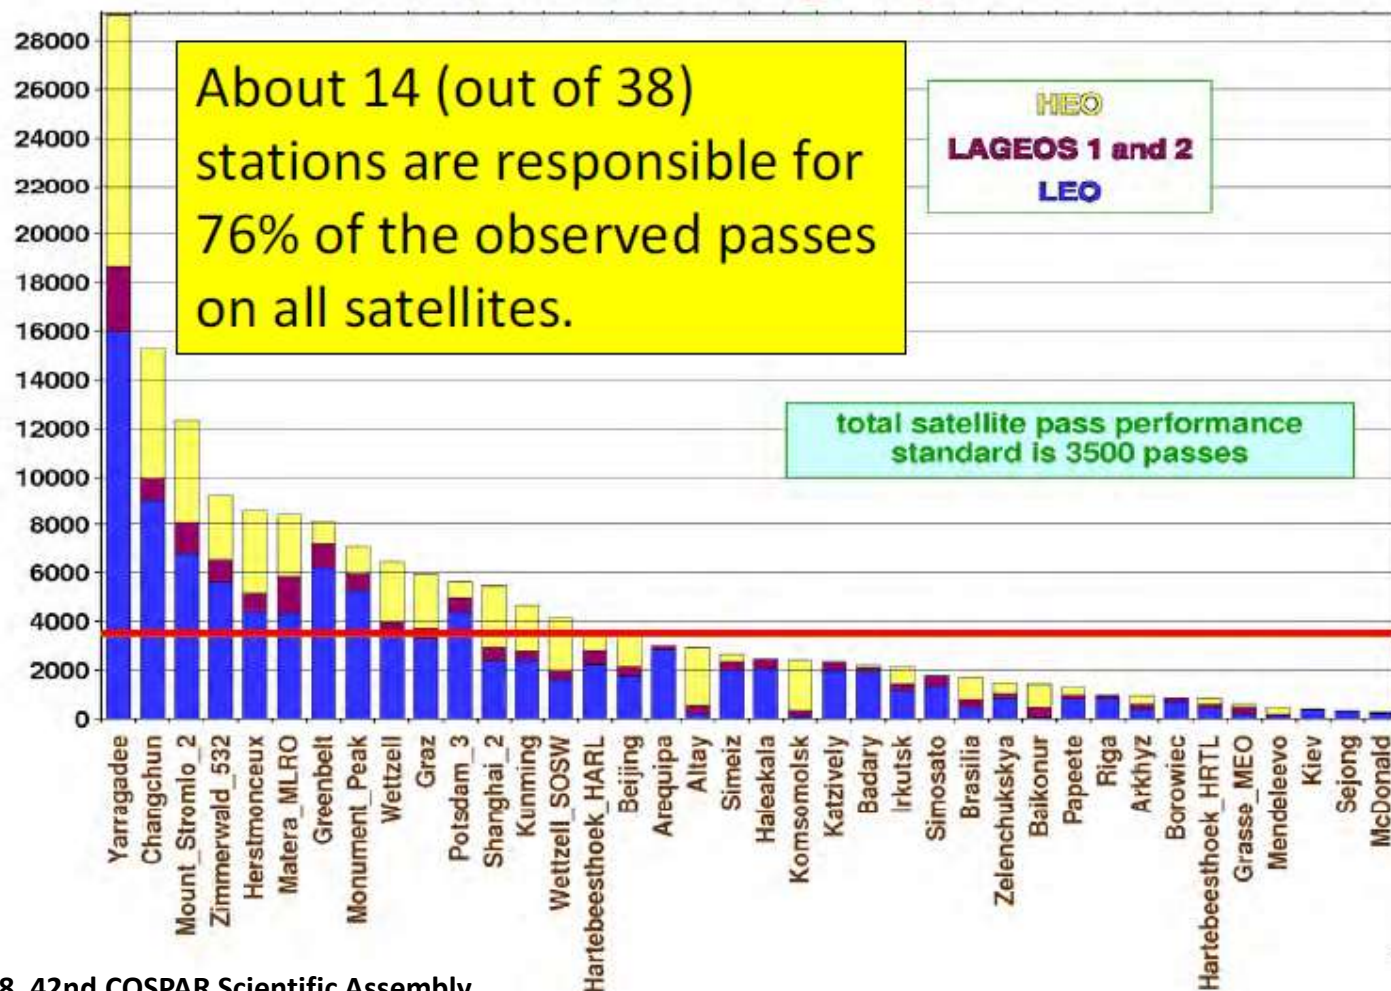 28000
26000
24000
22000
20000
18000
16000
14000
12000
10000
8000
6000
4000
2000
0
About 14 (out of 38)
stations are responsible for
76% of the observed passes
on all satellites.
HEO
LAGEOS 1 and 2
LEO
total satellite pass performance
standard is 3500 passes
Yarragadee
Changchun
Mount_Stromlo_2
Zimmerwald_532
Herstmonceux
Matera_MLRO
Greenbelt
Monument_Peak
Wettzell
Graz
Potsdam_3
Shanghai_2
Kunming
Wettzell_SOSW
Hartebeesthoek_HARL
Beijing
Arequipa
Altay
Simeiz
Haleakala
Komsomolsk
Katzively
Badary
Irkutsk
Simosato
Brasilia
Zelenchukskya
Baikonur
Papeete
Riga
Arkhyz
Borowiec
Hartebeesthoek_HRTL
Grasse_MEO
Mendeleevo
Kiev
Sejong
McDonald
8, 42nd COSPAR Scientific Assembly